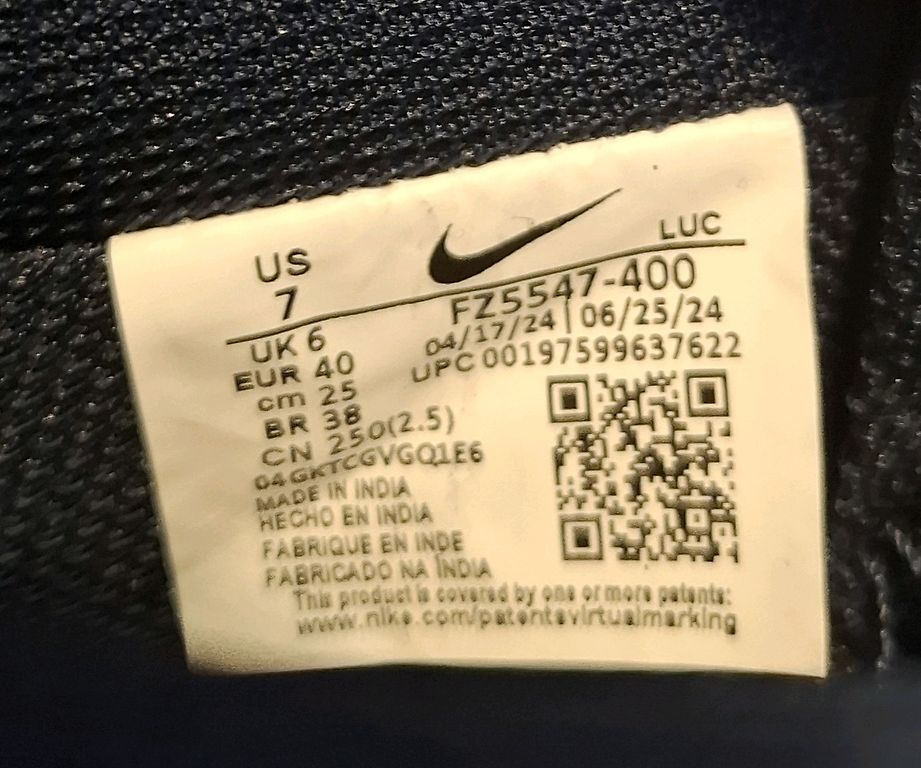 US
7
LUC
FZ5547-400
04/17/24 | 06/25/24
UPC 00197599637622
UK 6
EUR 40
cm 25
BR 38
CN 250(2.5)
04GKTCGVGQ1E6
MADE IN INDIA
HECHO EN INDIA
FABRIQUE EN INDE
FABRICADO NA ÍNDIA
This product is covered by one or more patents:
www.nike.com/patentsvirtualmarking